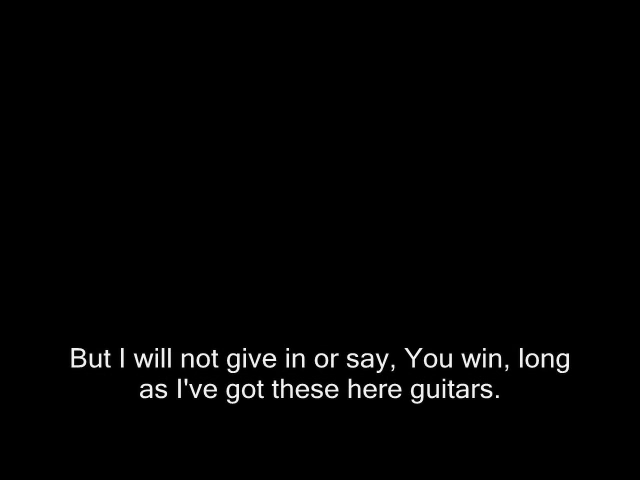 But I will not give in or say, You win, long
as I've got these here guitars.